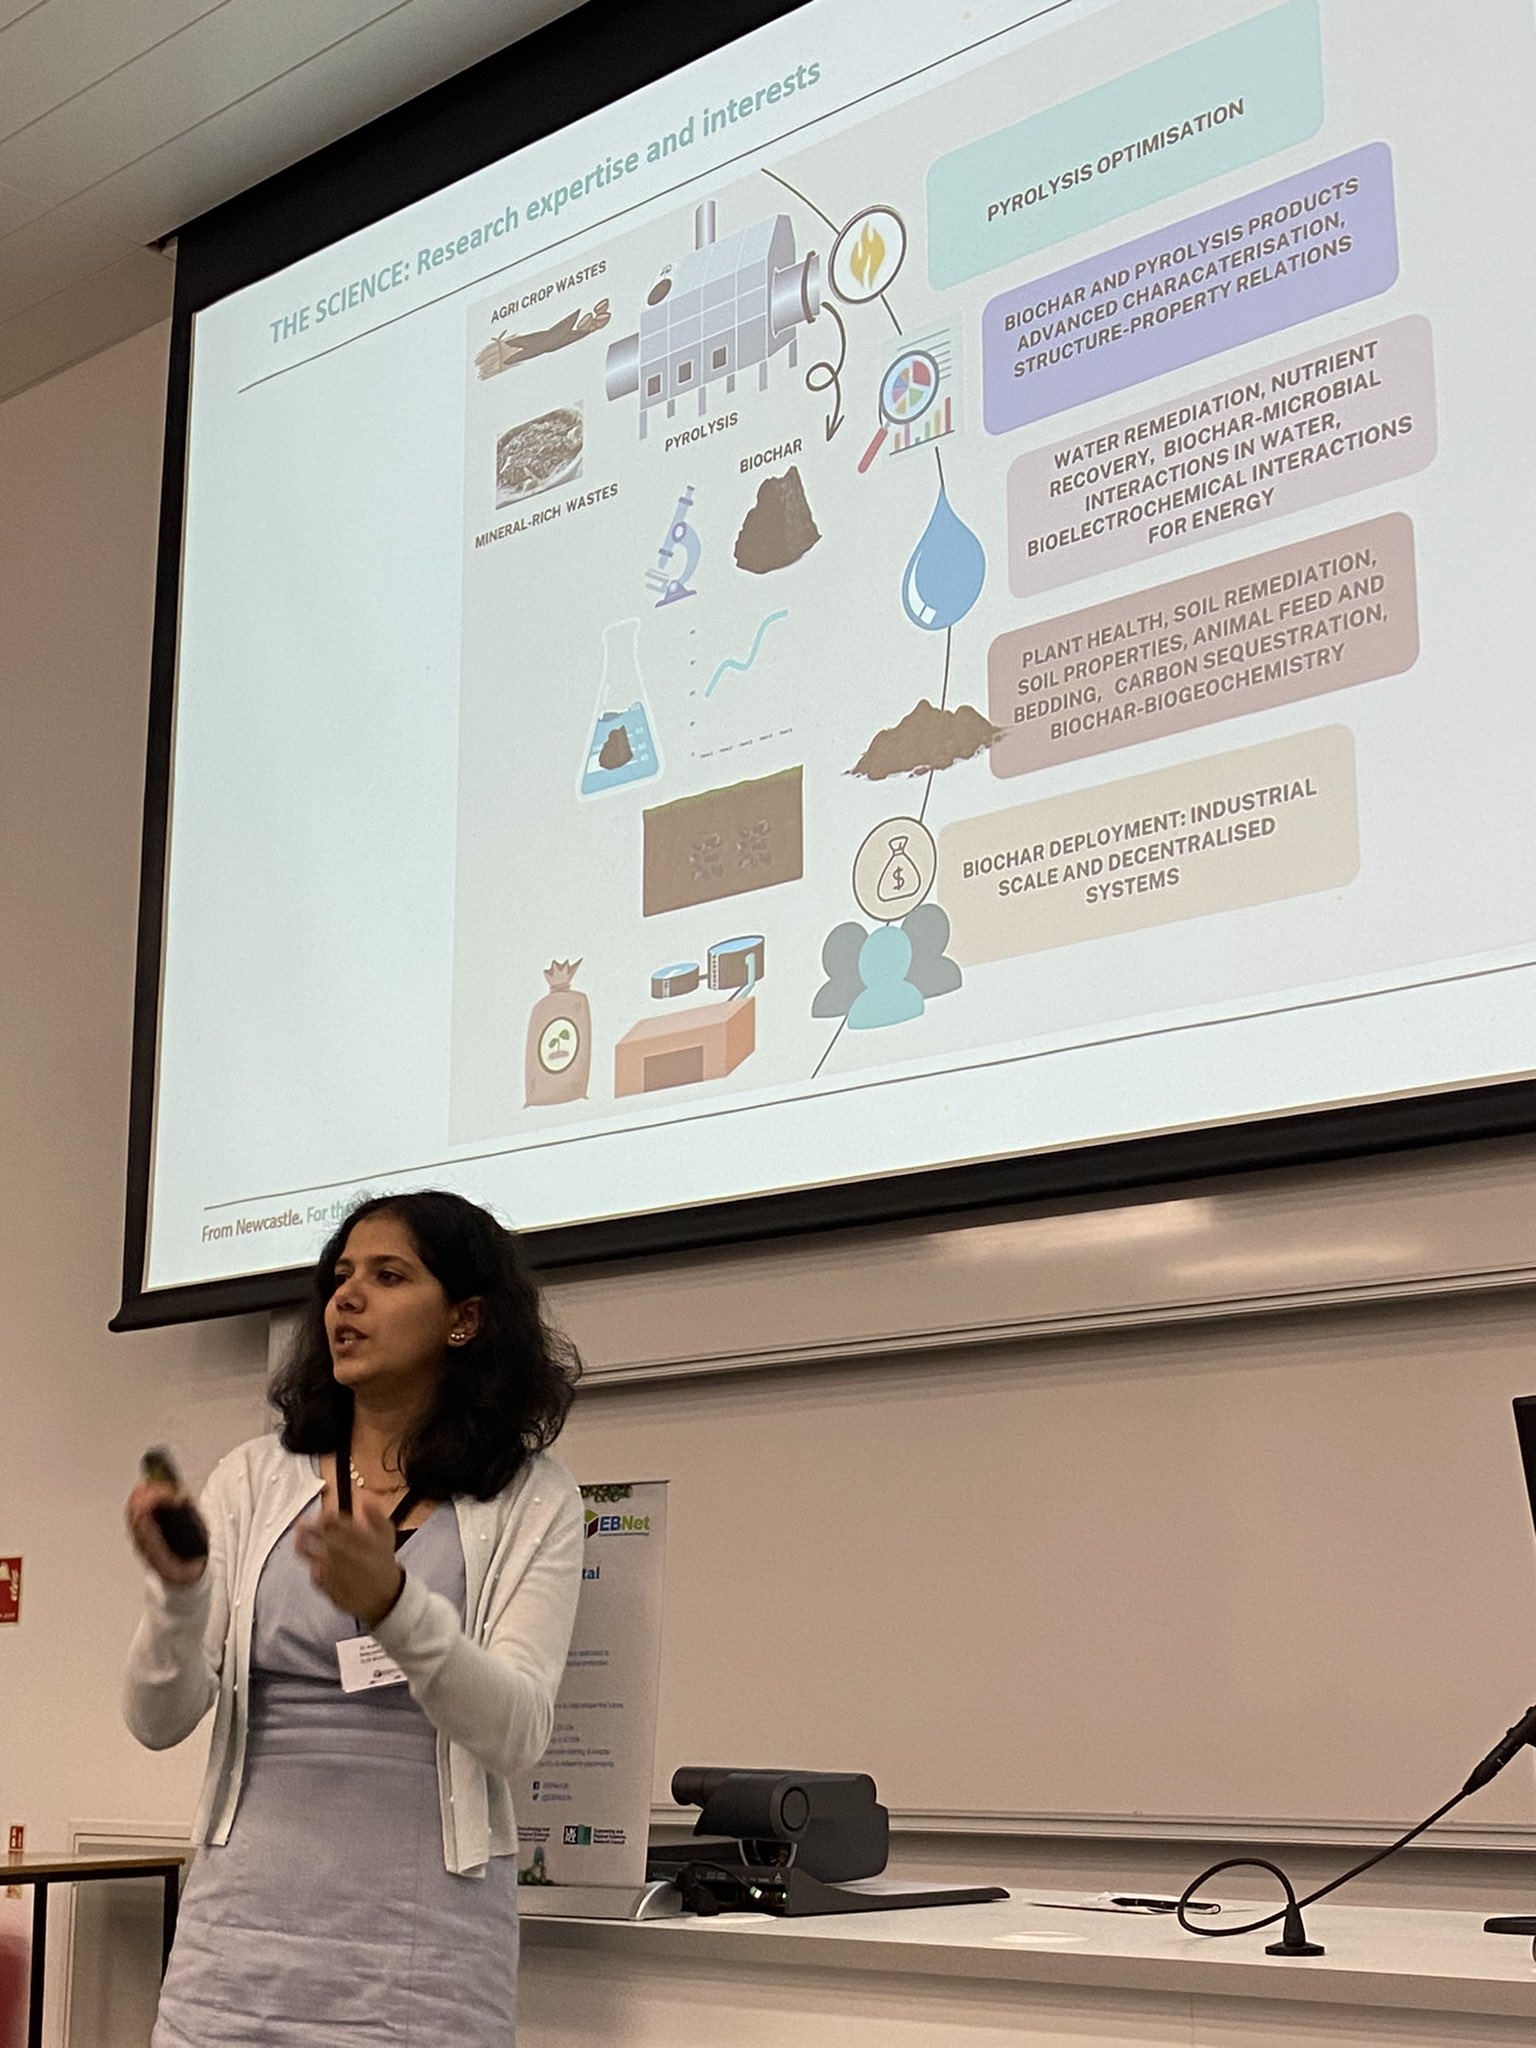 THE SCIENCE: Research expertise and interests
AGRI CROP WASTES
MINERAL-RICH WASTES
PYROLYSIS
BIOCHAR
PYROLYSIS OPTIMISATION
BIOCHAR AND PYROLYSIS PRODUCTS
ADVANCED CHARACATERISATION,
STRUCTURE-PROPERTY RELATIONS
WATER REMEDIATION, NUTRIENT
RECOVERY, BIOCHAR-MICROBIAL
INTERACTIONS IN WATER,
BIOELECTROCHEMICAL INTERACTIONS
FOR ENERGY
PLANT HEALTH, SOIL REMEDIATION,
SOIL PROPERTIES, ANIMAL FEED AND
BEDDING, CARBON SEQUESTRATION,
BIOCHAR-BIOGEOCHEMISTRY
$
BIOCHAR DEPLOYMENT: INDUSTRIAL
SCALE AND DECENTRALISED
SYSTEMS
From Newcastle. For
EBNet